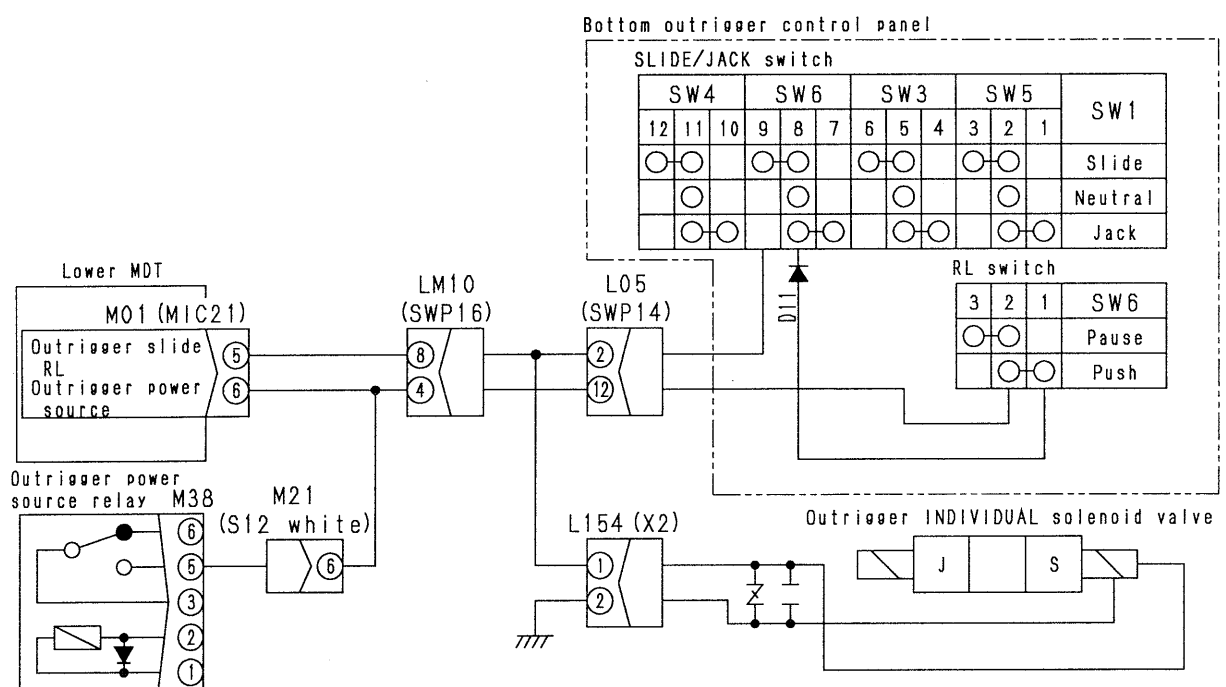 Bottom outrigger control panel
SLIDE/JACK switch
SW4 SW6 SW3 SW5 SW1
12 11 10 9 8 7 6 5 4 3 2 1
Slide
Neutral
Jack
RL switch
3 2 1 SW6
Pause
Push
D11
Lower MDT
M01 (MIC21)
Outrigger slide
RL
Outrigger power
source
5
6
LM10
(SWP16)
8
4
L05
(SWP14)
2
12
Outrigger power
source relay M38
6
5
3
2
1
M21
(S12 white)
6
L154 (X2)
1
2
Outrigger INDIVIDUAL solenoid valve
J S